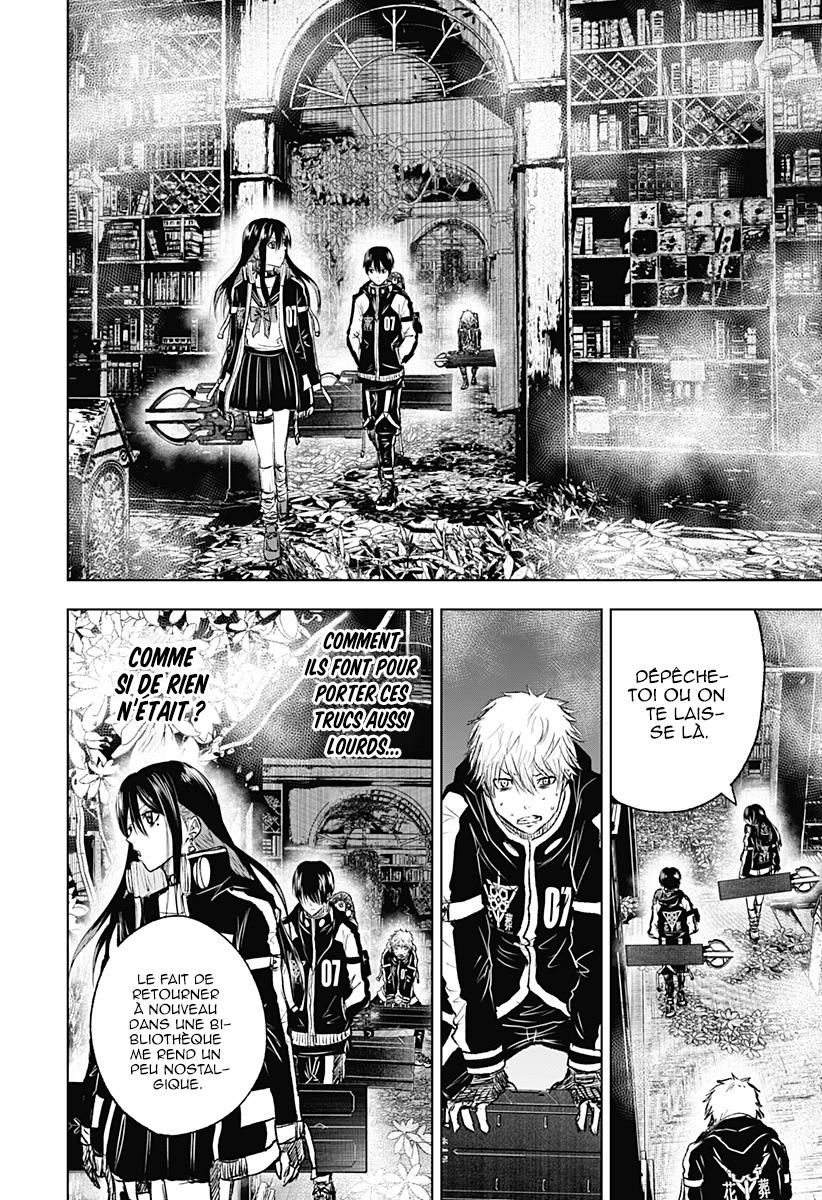 07
DÉPÊCHE-
TOI OU ON
TE LAIS-
SE LÀ.
07
葬
COMMENT
ILS FONT POUR
PORTER CES
TRUCS AUSSI
LOURDS...
COMME
SI DE RIEN
N'ÉTAIT ?
07
LE FAIT DE
RETOURNER
À NOUVEAU
DANS UNE BI-
BLIOTHÈQUE
ME REND UN
PEU NOSTAL-
GIQUE.